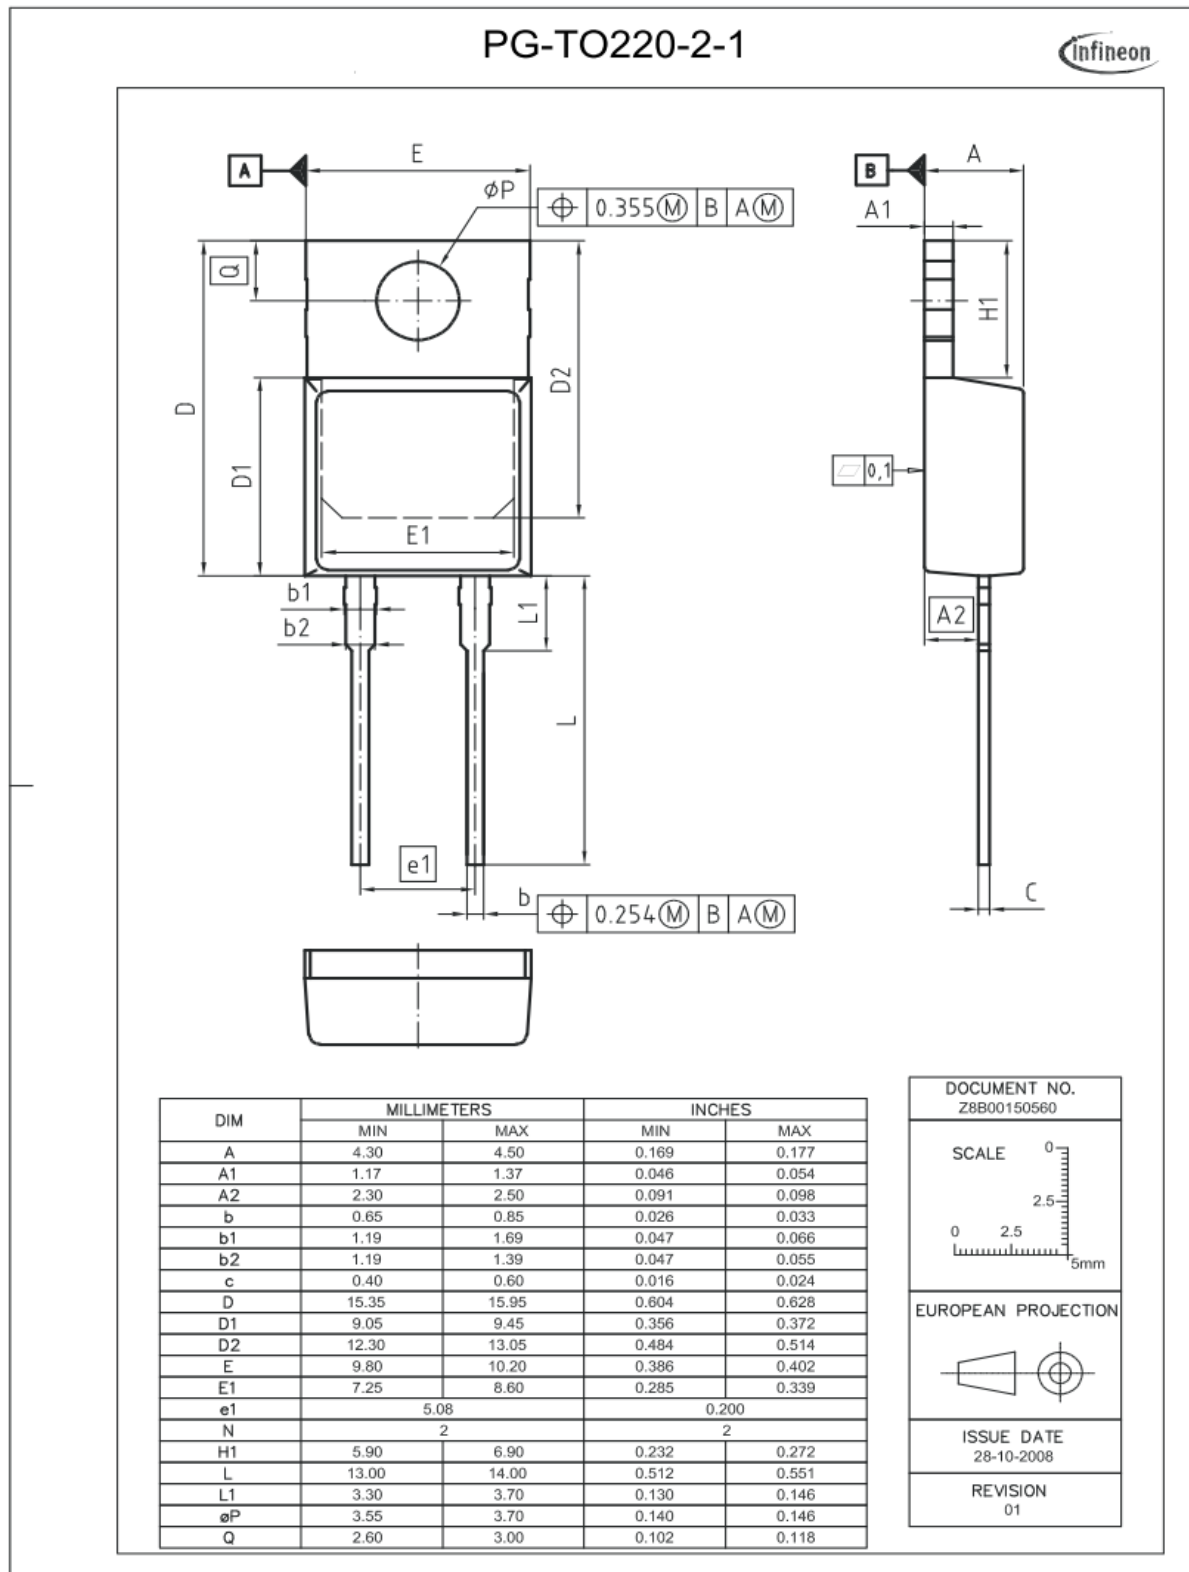 PG-TO220-2-1
infineon
A E
B A
øP
0.355 Ⓜ B A Ⓜ
A1
Q
H1
D2
D
D1
0,1
E1
b1
L1
b2
A2
L
e1
b
0.254 Ⓜ B A Ⓜ
C
DIM MILLIMETERS INCHES
MIN MAX MIN MAX
A 4.30 4.50 0.169 0.177
A1 1.17 1.37 0.046 0.054
A2 2.30 2.50 0.091 0.098
b 0.65 0.85 0.026 0.033
b1 1.19 1.69 0.047 0.066
b2 1.19 1.39 0.047 0.055
c 0.40 0.60 0.016 0.024
D 15.35 15.95 0.604 0.628
D1 9.05 9.45 0.356 0.372
D2 12.30 13.05 0.484 0.514
E 9.80 10.20 0.386 0.402
E1 7.25 8.60 0.285 0.339
e1 5.08 0.200
N 2 2
H1 5.90 6.90 0.232 0.272
L 13.00 14.00 0.512 0.551
L1 3.30 3.70 0.130 0.146
øP 3.55 3.70 0.140 0.146
Q 2.60 3.00 0.102 0.118
DOCUMENT NO.
Z8B00150560
SCALE 0
2.5
0 2.5
5mm
EUROPEAN PROJECTION
ISSUE DATE
28-10-2008
REVISION
01